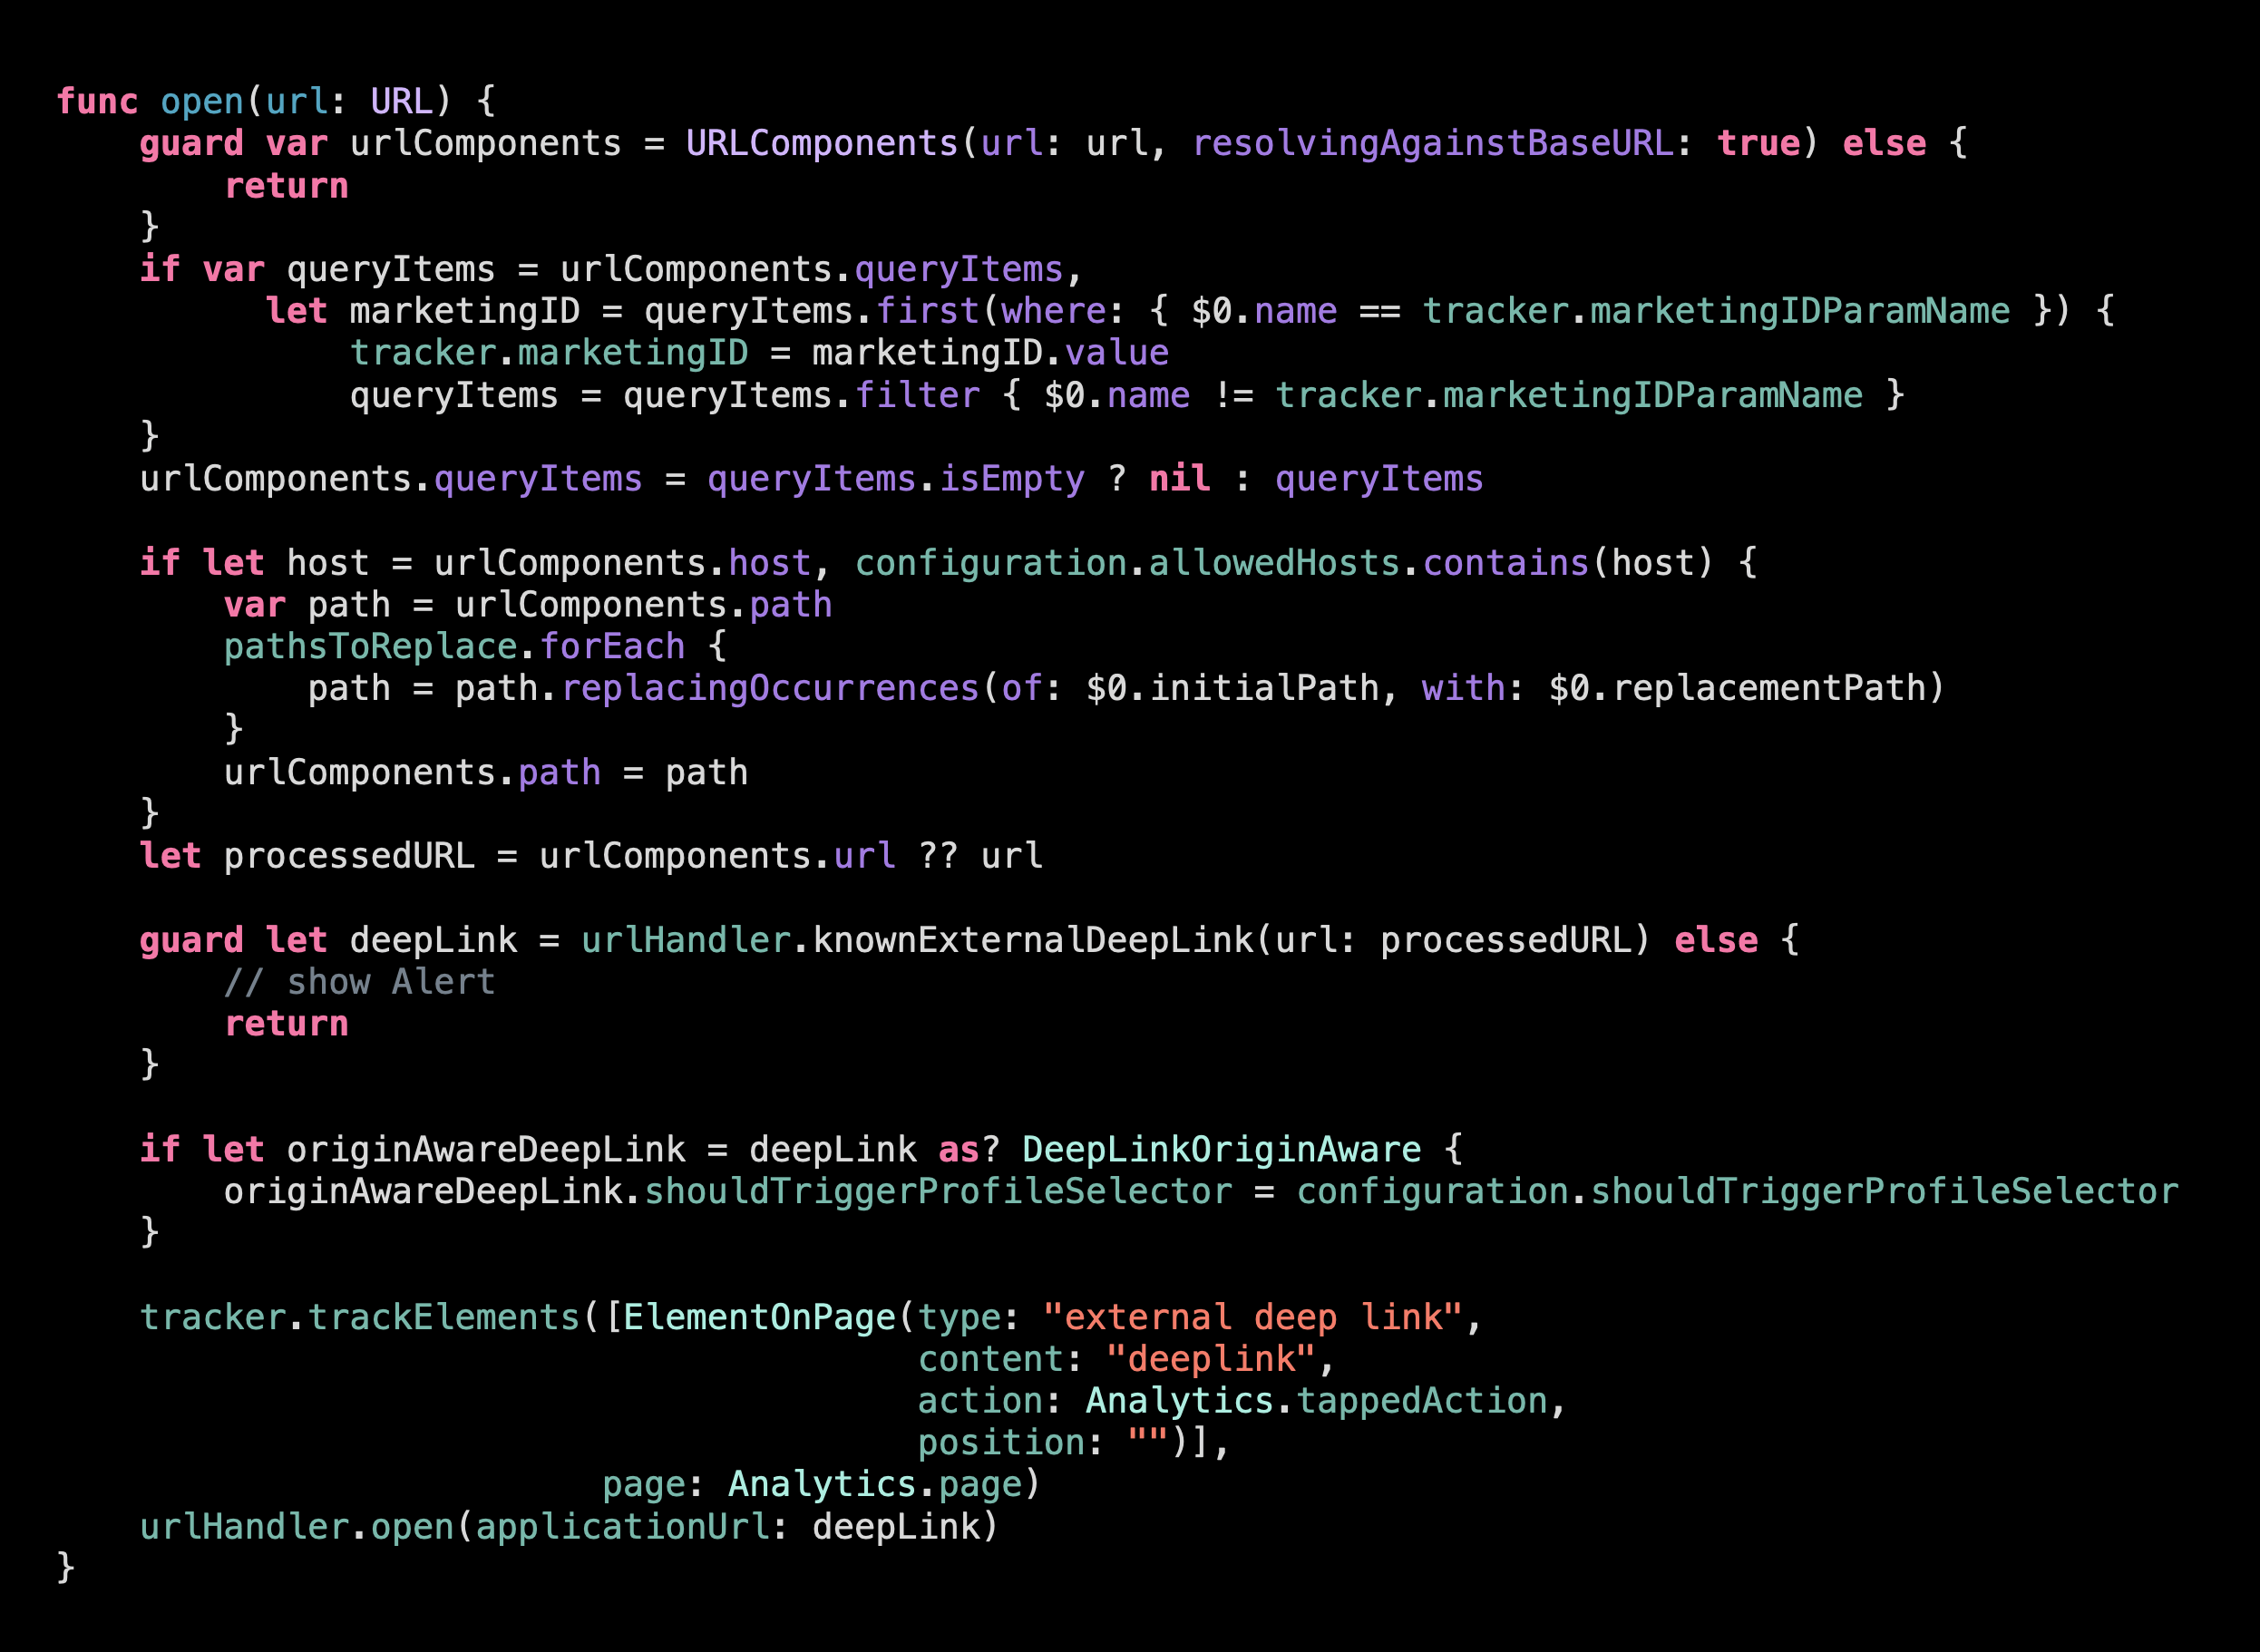 func open(url: URL) {
    guard var urlComponents = URLComponents(url: url, resolvingAgainstBaseURL: true) else {
        return
    }
    if var queryItems = urlComponents.queryItems,
          let marketingID = queryItems.first(where: { $0.name == tracker.marketingIDParamName }) {
              tracker.marketingID = marketingID.value
              queryItems = queryItems.filter { $0.name != tracker.marketingIDParamName }
    }
    urlComponents.queryItems = queryItems.isEmpty ? nil : queryItems

    if let host = urlComponents.host, configuration.allowedHosts.contains(host) {
        var path = urlComponents.path
        pathsToReplace.forEach {
            path = path.replacingOccurrences(of: $0.initialPath, with: $0.replacementPath)
        }
        urlComponents.path = path
    }
    let processedURL = urlComponents.url ?? url

    guard let deepLink = urlHandler.knownExternalDeepLink(url: processedURL) else {
        // show Alert
        return
    }

    if let originAwareDeepLink = deepLink as? DeepLinkOriginAware {
        originAwareDeepLink.shouldTriggerProfileSelector = configuration.shouldTriggerProfileSelector
    }

    tracker.trackElements([ElementOnPage(type: "external deep link",
                                         content: "deeplink",
                                         action: Analytics.tappedAction,
                                         position: "")],
                          page: Analytics.page)
    urlHandler.open(applicationUrl: deepLink)
}